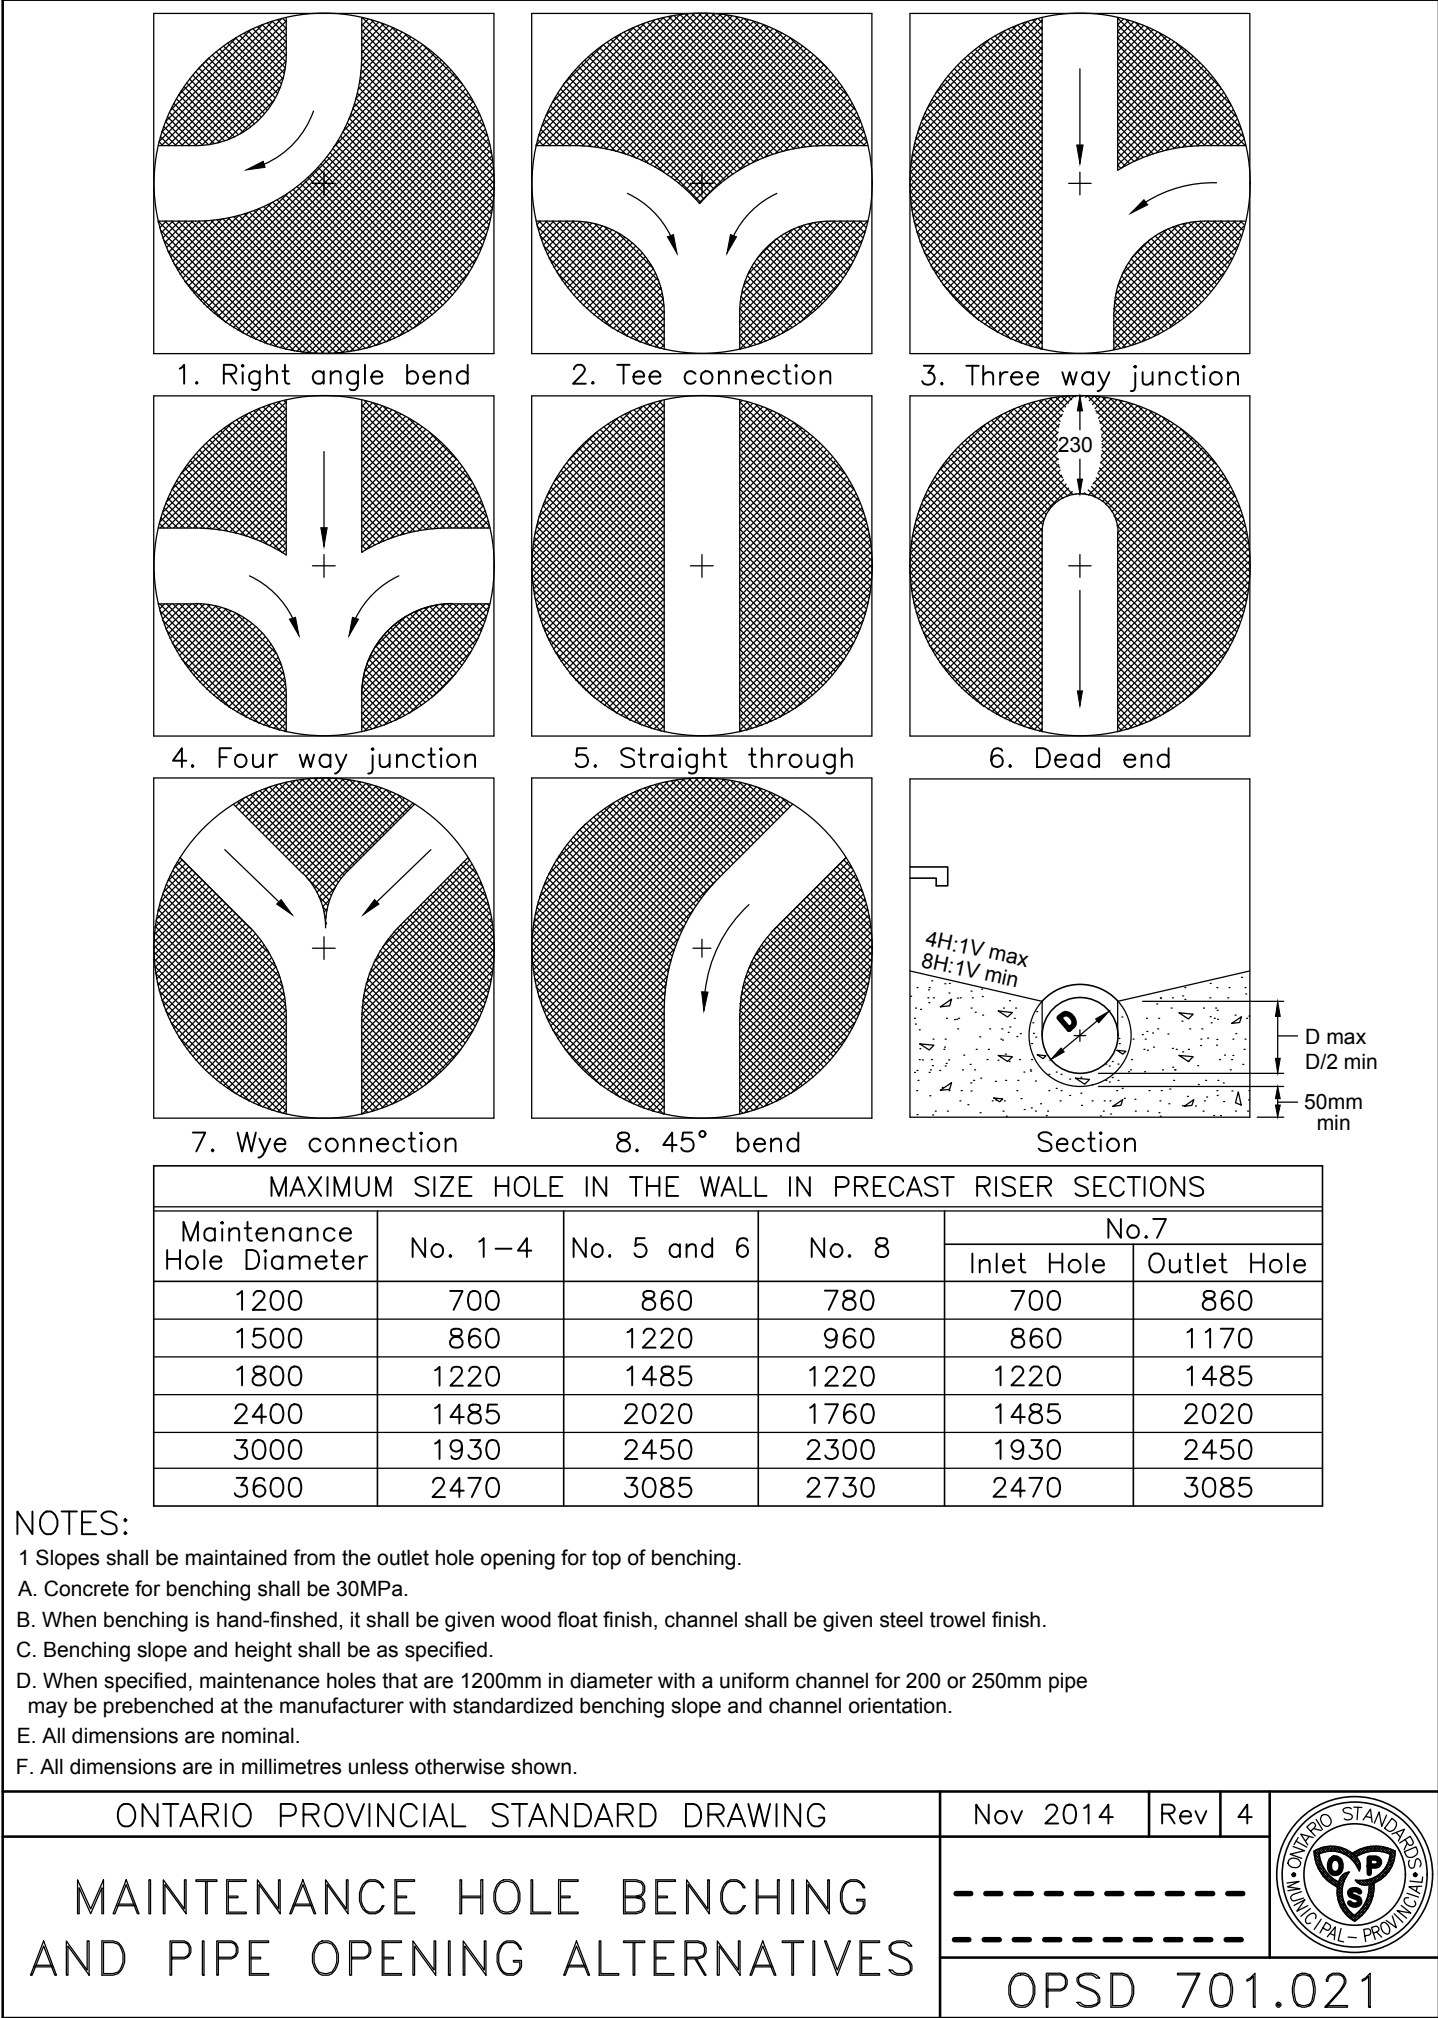 1. Right angle bend
2. Tee connection
3. Three way junction
230
4. Four way junction
5. Straight through
6. Dead end
4H:1V max
8H:1V min
D
D max
D/2 min
50mm
min
7. Wye connection
8. 45° bend
Section
MAXIMUM SIZE HOLE IN THE WALL IN PRECAST RISER SECTIONS
Maintenance Hole Diameter No. 1-4 No. 5 and 6 No. 8 No.7
Inlet Hole Outlet Hole
1200 700 860 780 700 860
1500 860 1220 960 860 1170
1800 1220 1485 1220 1220 1485
2400 1485 2020 1760 1485 2020
3000 1930 2450 2300 1930 2450
3600 2470 3085 2730 2470 3085
NOTES:
1 Slopes shall be maintained from the outlet hole opening for top of benching.
A. Concrete for benching shall be 30MPa.
B. When benching is hand-finshed, it shall be given wood float finish, channel shall be given steel trowel finish.
C. Benching slope and height shall be as specified.
D. When specified, maintenance holes that are 1200mm in diameter with a uniform channel for 200 or 250mm pipe
may be prebenched at the manufacturer with standardized benching slope and channel orientation.
E. All dimensions are nominal.
F. All dimensions are in millimetres unless otherwise shown.
ONTARIO PROVINCIAL STANDARD DRAWING
Nov 2014 Rev 4
MAINTENANCE HOLE BENCHING
AND PIPE OPENING ALTERNATIVES
ONTARIO STANDARDS
MUNICIPAL - PROVINCIAL
O P S
OPSD 701.021